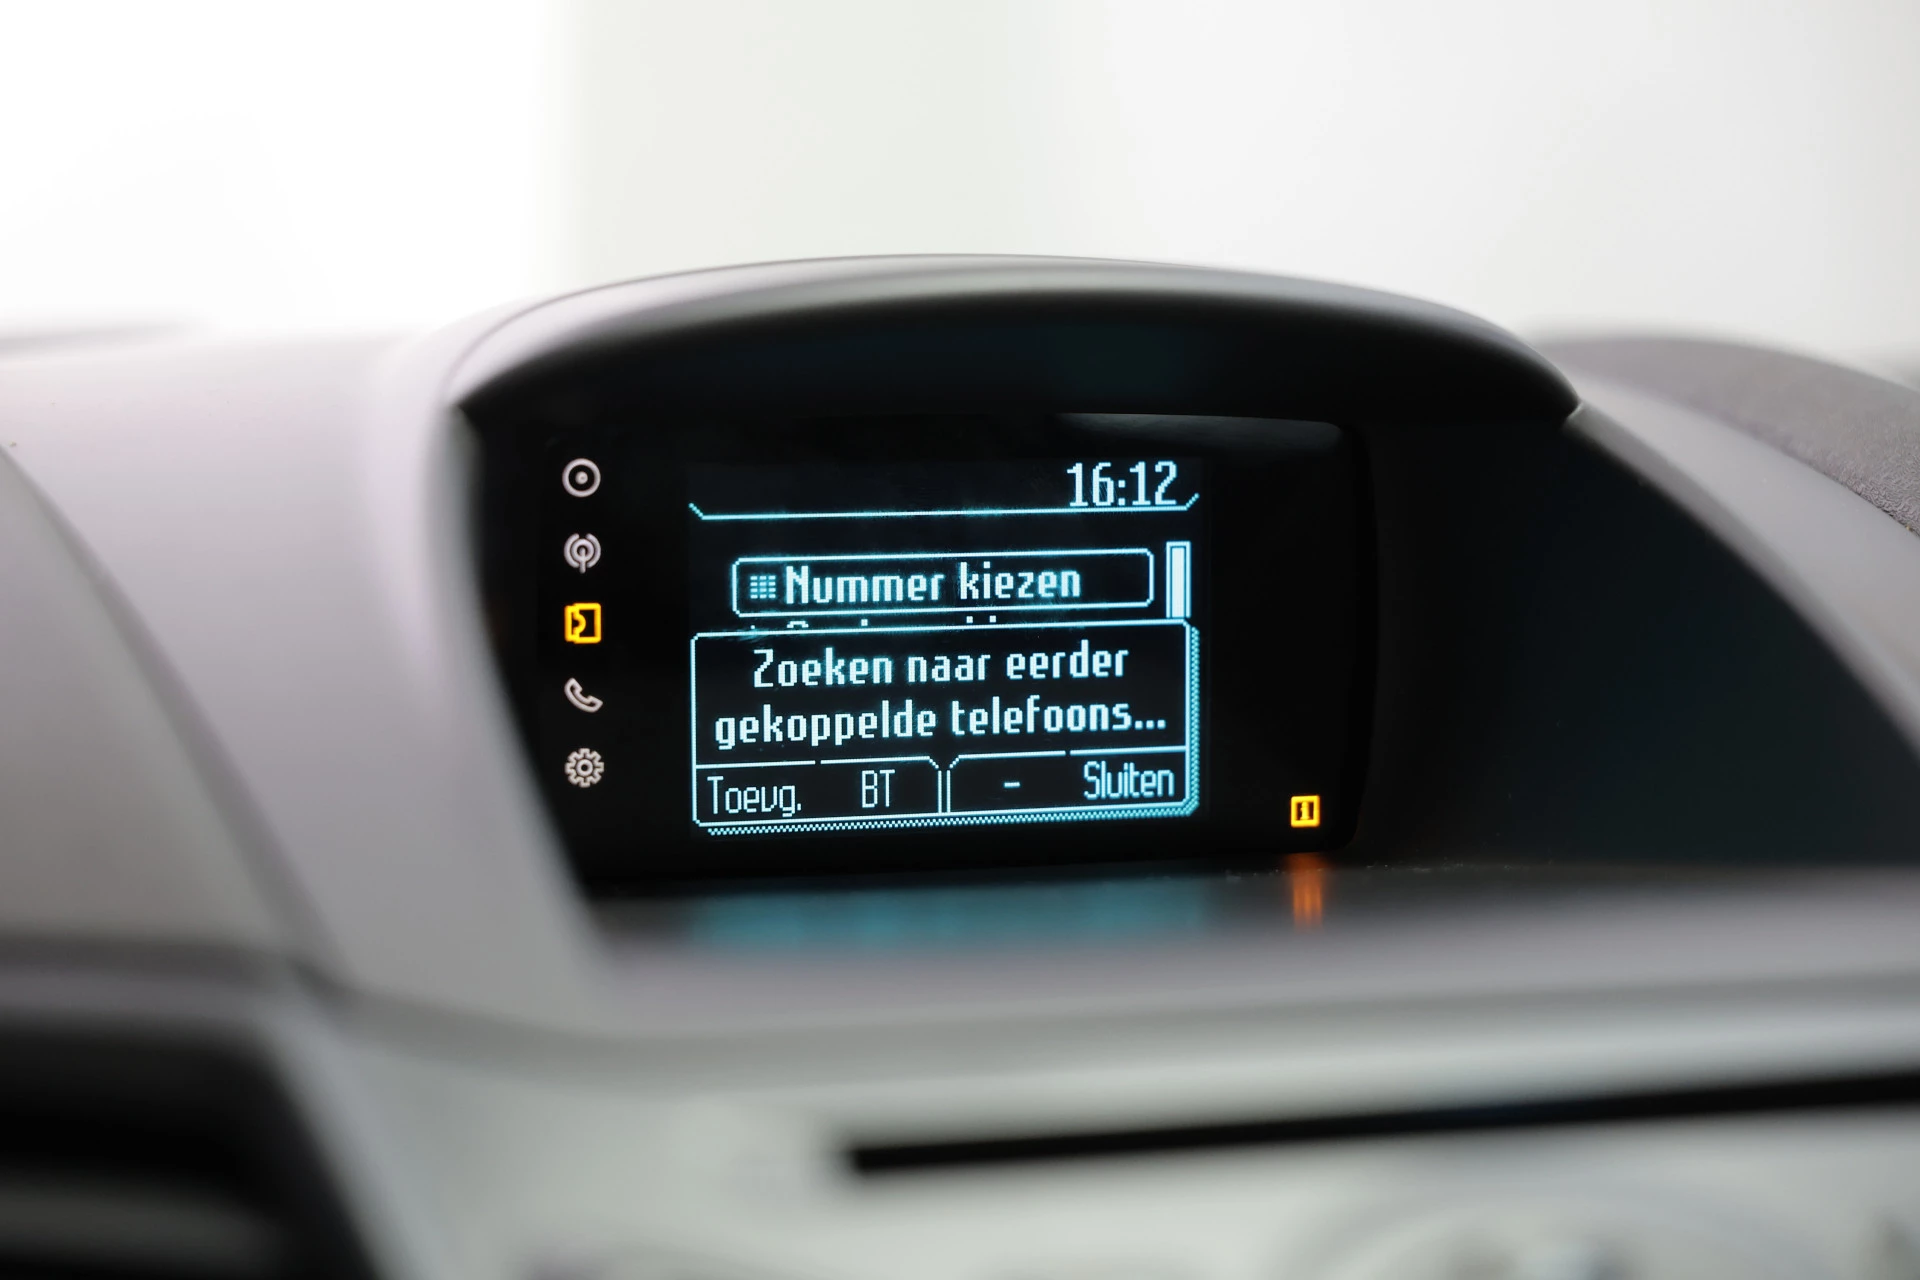 16:12
Nummer kiezen
Zoeken naar eerder
gekoppelde telefoons...
Toevg. BT - Sluiten